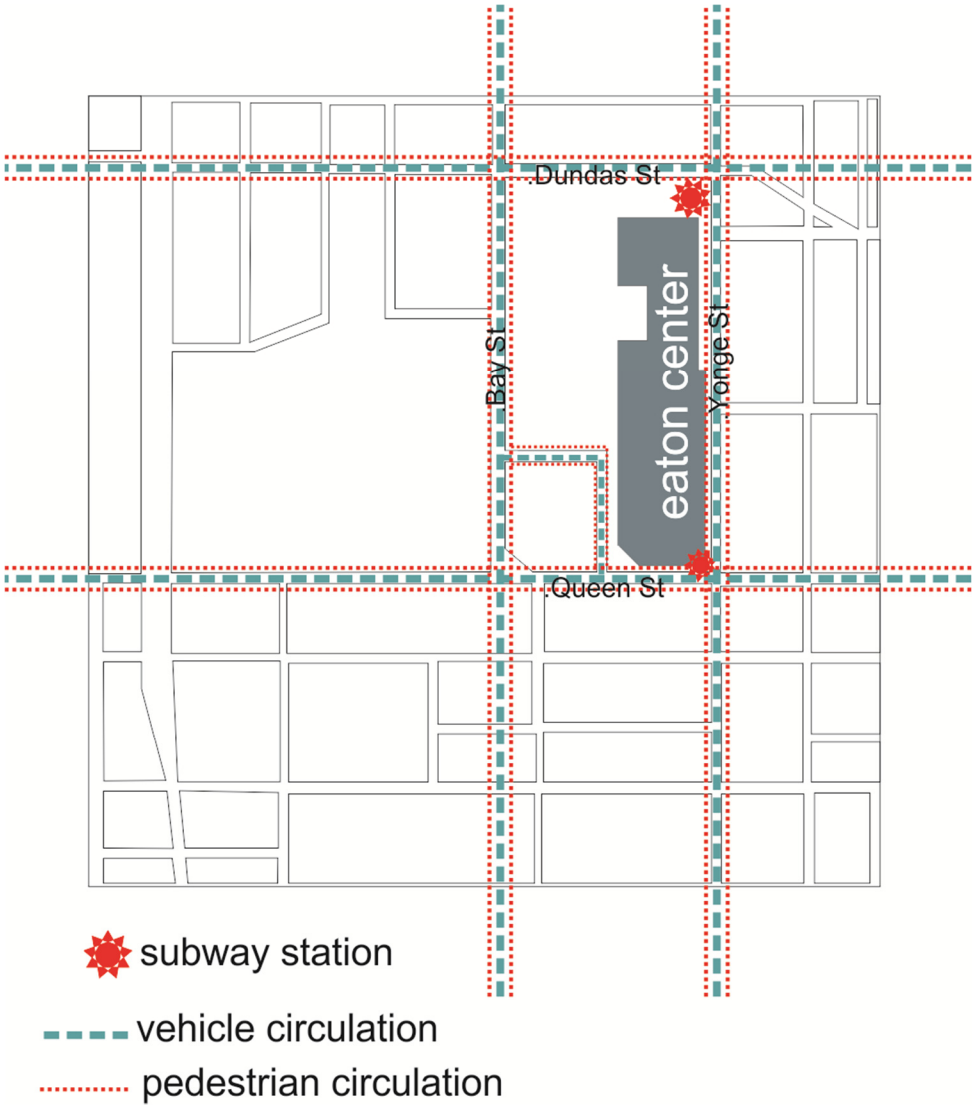 .Dundas St
eaton center
.Yonge St
.Bay St
.Queen St
subway station
vehicle circulation
pedestrian circulation